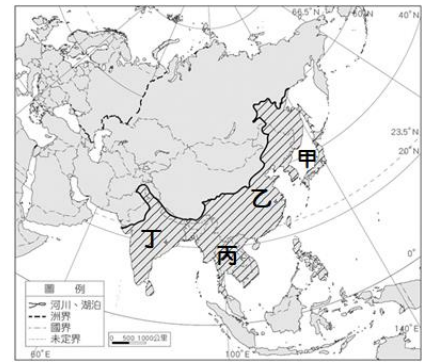 66.5°N
60°N
40°N
23.5°N
20°N
甲
乙
丁
丙
0°
圖 例
河川、湖泊
洲界
國界
未定界
0 500 1000公里
60°E
100°E
140°E